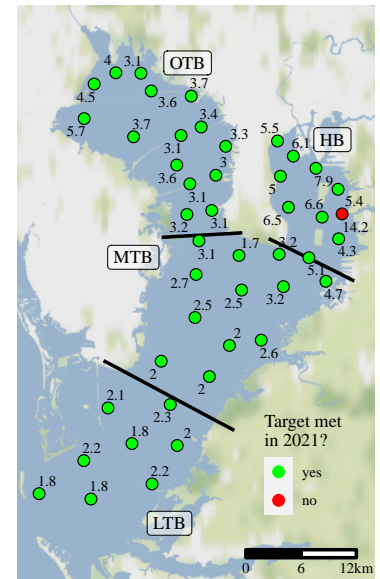 4 3.1 OTB
4.5 3.6 3.7
5.7 3.7 3.4
3.1 3.3 5.5 HB
6.1
3.6 3 5 7.9
3.1 5.4
3.2 3.1 6.5 6.6 14.2
MTB 3.1 1.7 3.2 4.3
2.7 5.1
2.5 3.2 4.7
2.5
2 2.6
2 2
2.1 2.3
1.8 2
2.2
1.8 1.8 2.2
LTB
Target met
in 2021?
yes
no
0 6 12km